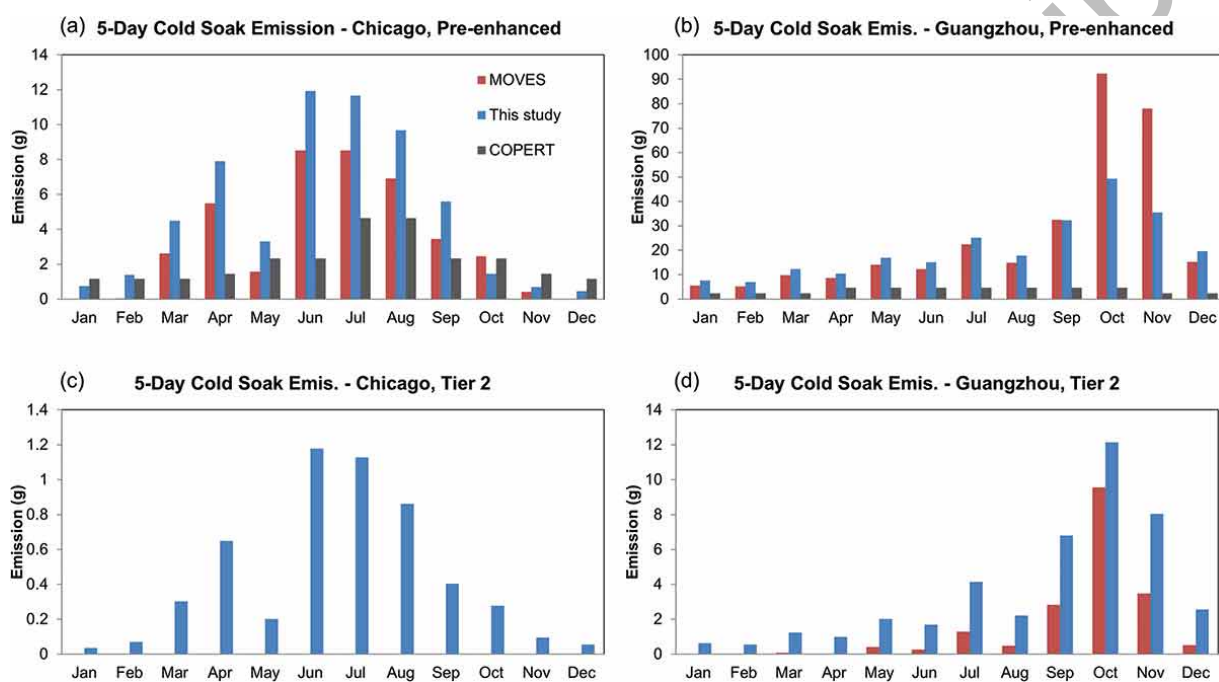 (a) 5-Day Cold Soak Emission - Chicago, Pre-enhanced
Emission (g)
14
12
10
8
6
4
2
0
MOVES
This study
COPERT
Jan Feb Mar Apr May Jun Jul Aug Sep Oct Nov Dec
(b) 5-Day Cold Soak Emis. - Guangzhou, Pre-enhanced
Emission (g)
100
90
80
70
60
50
40
30
20
10
0
Jan Feb Mar Apr May Jun Jul Aug Sep Oct Nov Dec
(c) 5-Day Cold Soak Emis. - Chicago, Tier 2
Emission (g)
1.4
1.2
1
0.8
0.6
0.4
0.2
0
Jan Feb Mar Apr May Jun Jul Aug Sep Oct Nov Dec
(d) 5-Day Cold Soak Emis. - Guangzhou, Tier 2
Emission (g)
14
12
10
8
6
4
2
0
Jan Feb Mar Apr May Jun Jul Aug Sep Oct Nov Dec